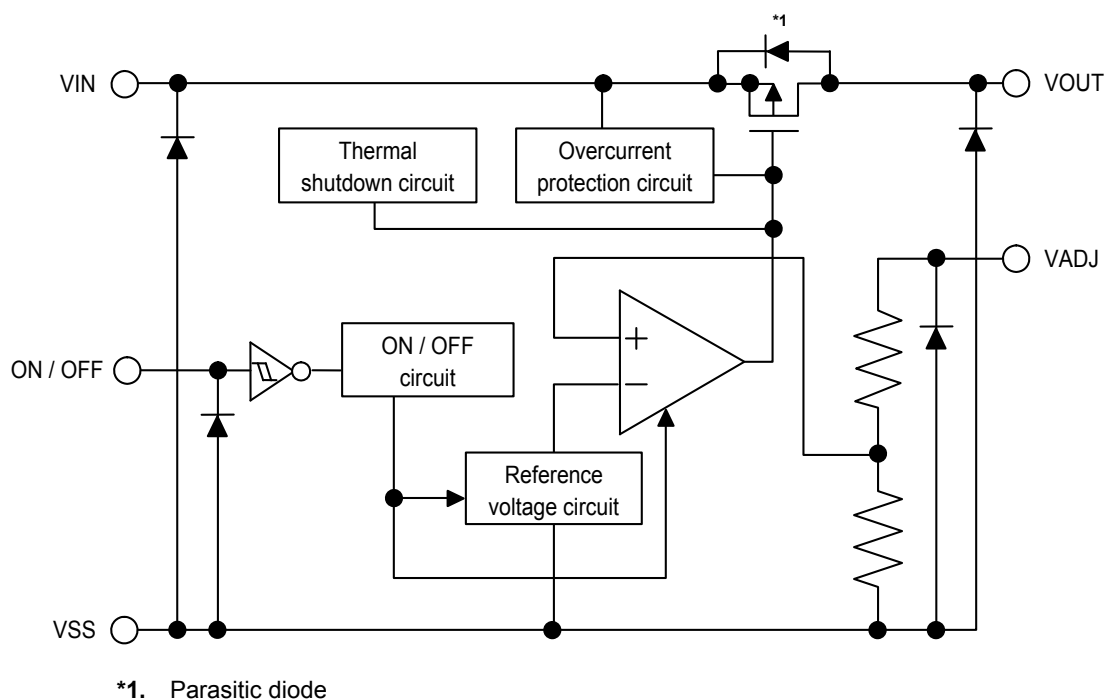 *1
VIN
VOUT
Thermal
shutdown circuit
Overcurrent
protection circuit
VADJ
ON / OFF
ON / OFF
circuit
+
−
Reference
voltage circuit
VSS
*1. Parasitic diode